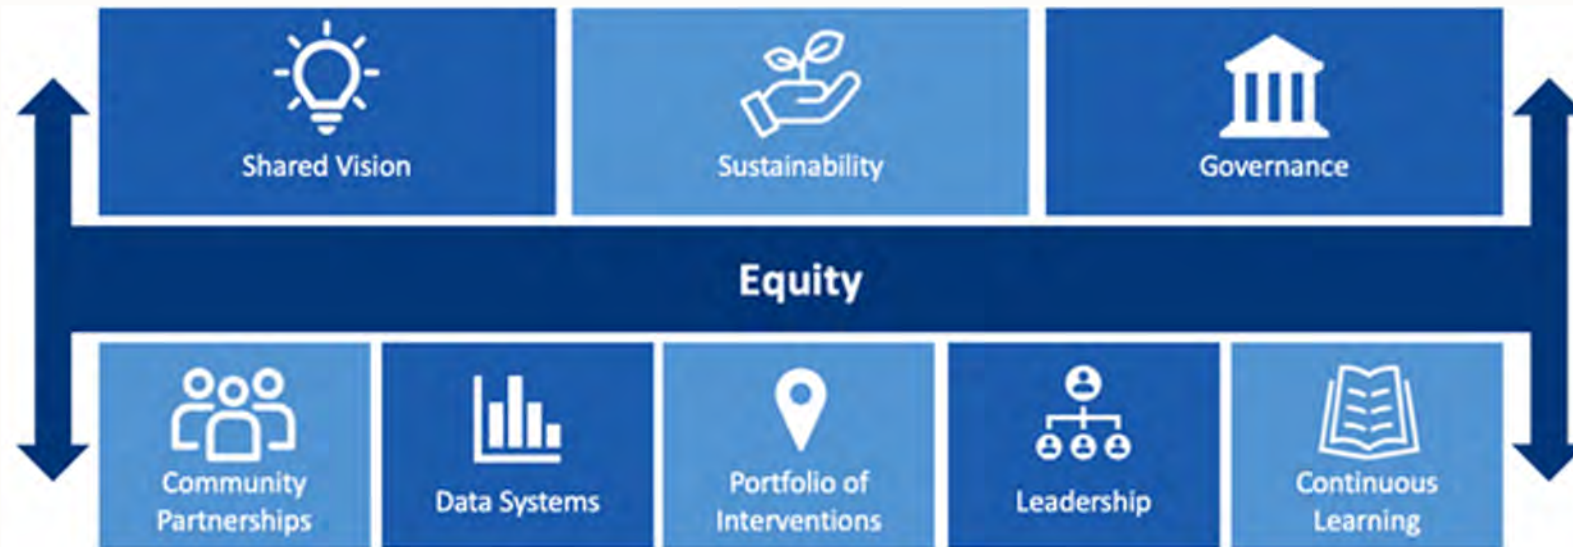 Shared Vision
Sustainability
Governance
Equity
Community
Partnerships
Data Systems
Portfolio of
Interventions
Leadership
Continuous
Learning